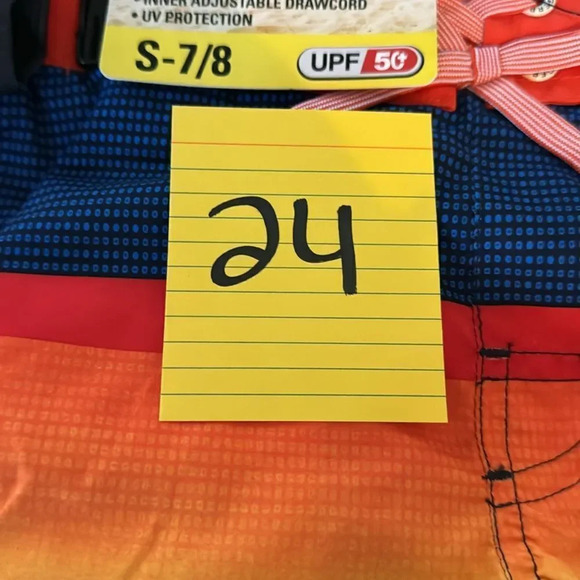 • INNER ADJUSTABLE DRAWCORD
• UV PROTECTION
S-7/8
UPF 50+
24